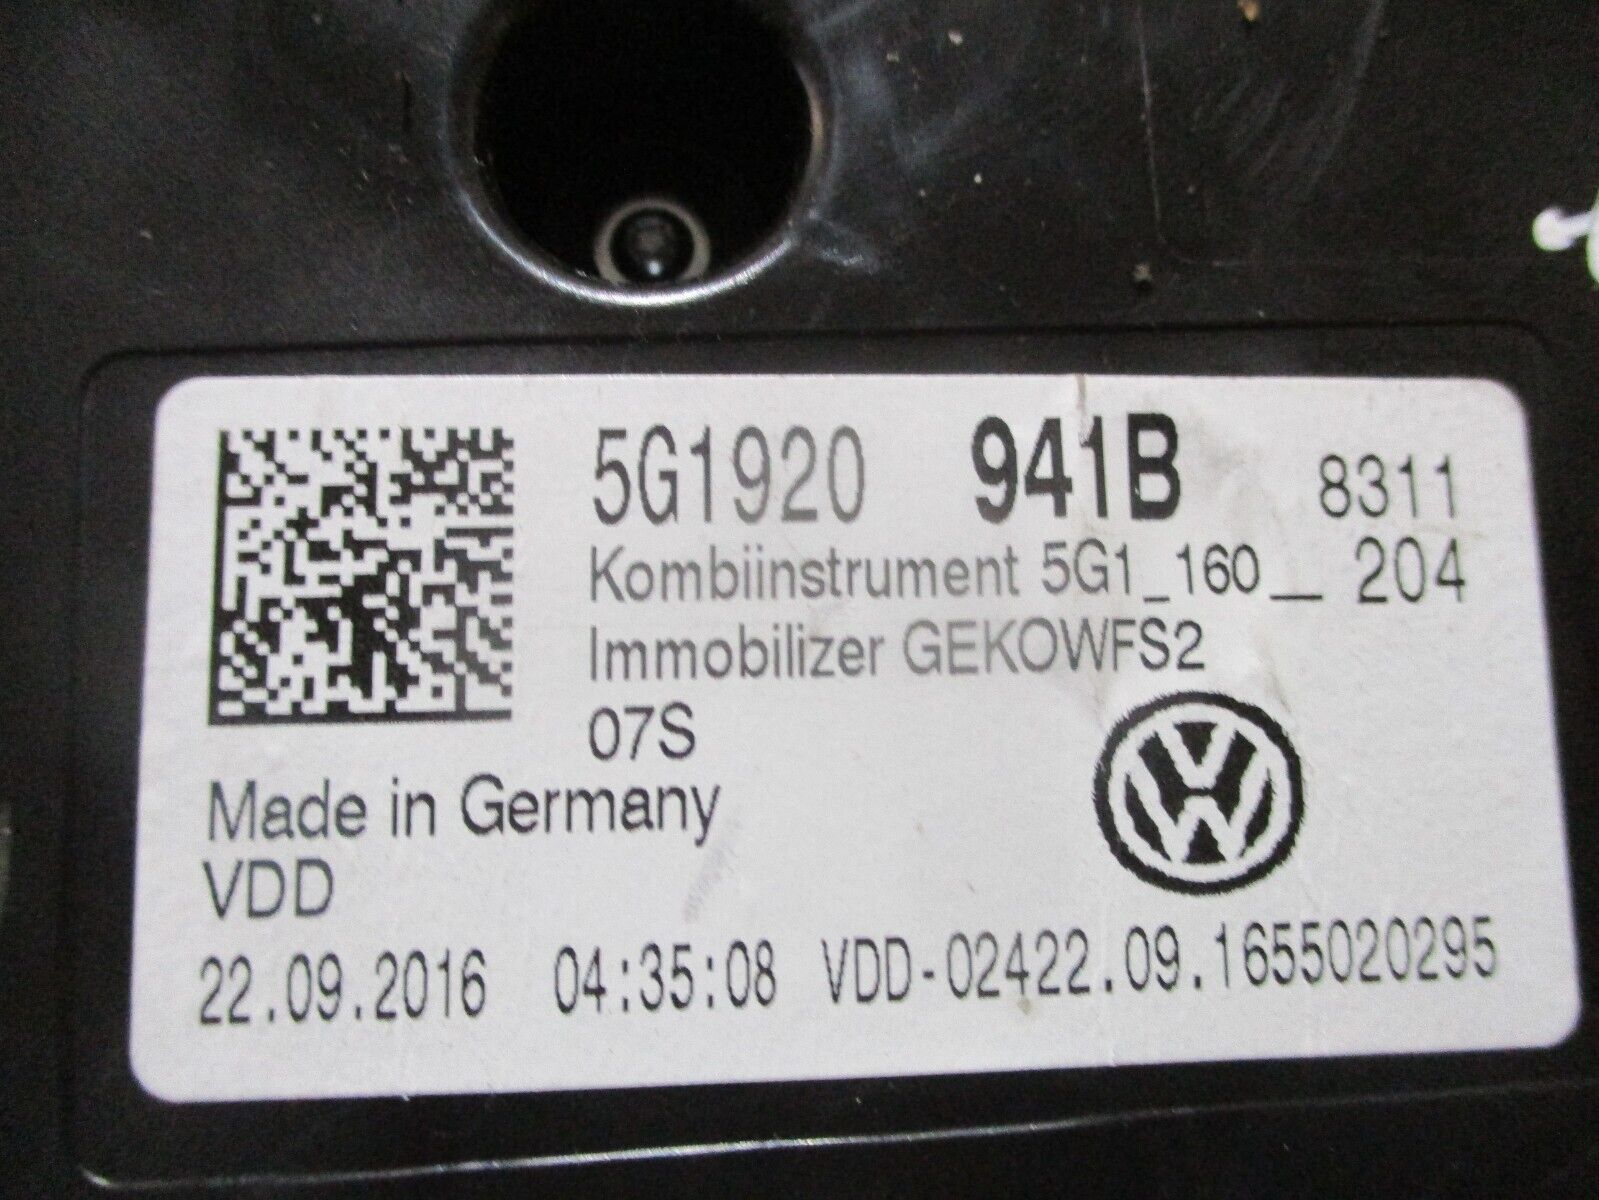 5G1920 941B 8311
Kombiinstrument 5G1_160__ 204
Immobilizer GEKOWFS2
07S
Made in Germany
VDD
22.09.2016 04:35:08 VDD-02422.09.1655020295